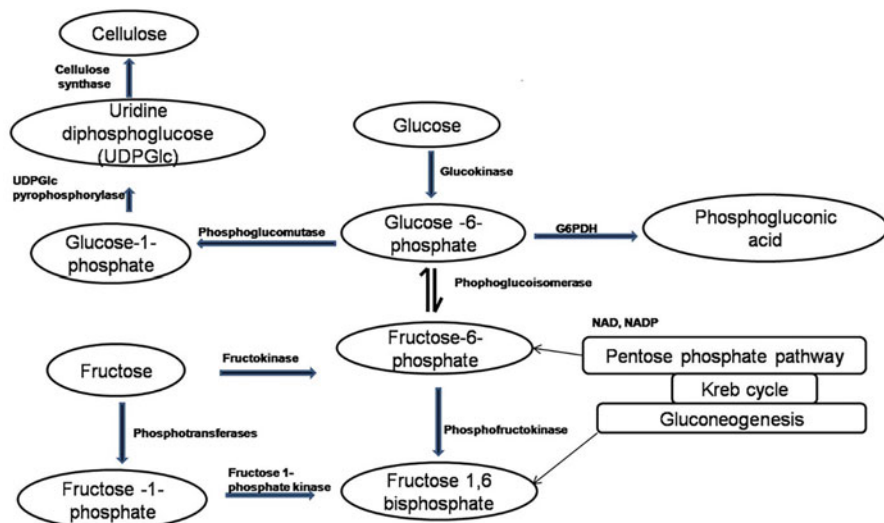 Cellulose
Cellulose
synthase
Uridine
diphosphoglucose
(UDPGlc)
Glucose
UDPGlc
pyrophosphorylase
Glucokinase
Glucose-1-
phosphate
Phosphoglucomutase
Glucose -6-
phosphate
G6PDH
Phosphogluconic
acid
Phophoglucoisomerase
Fructose
Fructokinase
Fructose-6-
phosphate
NAD, NADP
Pentose phosphate pathway
Kreb cycle
Gluconeogenesis
Phosphotransferases
Phosphofructokinase
Fructose -1-
phosphate
Fructose 1-
phosphate kinase
Fructose 1,6
bisphosphate